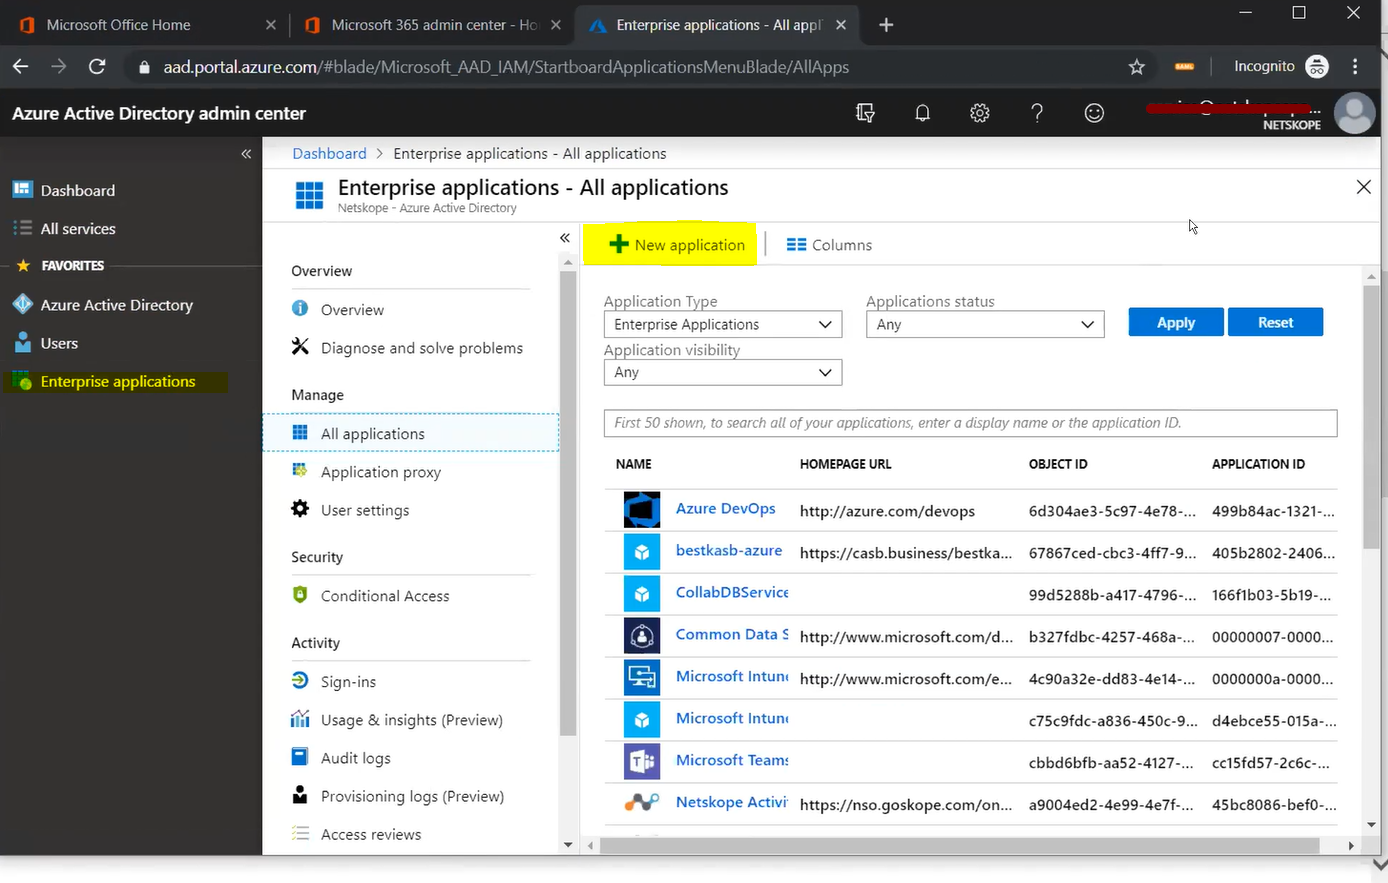 Microsoft Office Home
Microsoft 365 admin center - Ho
Enterprise applications - All appl
aad.portal.azure.com/#blade/Microsoft_AAD_IAM/StartboardApplicationsMenuBlade/AllApps
Incognito
Azure Active Directory admin center
NETSKOPE
Dashboard
All services
FAVORITES
Azure Active Directory
Users
Enterprise applications
Dashboard > Enterprise applications - All applications
Enterprise applications - All applications
Netskope - Azure Active Directory
Overview
Overview
Diagnose and solve problems
Manage
All applications
Application proxy
User settings
Security
Conditional Access
Activity
Sign-ins
Usage & insights (Preview)
Audit logs
Provisioning logs (Preview)
Access reviews
New application
Columns
Application Type
Enterprise Applications
Applications status
Any
Apply
Reset
Application visibility
Any
First 50 shown, to search all of your applications, enter a display name or the application ID.
NAME HOMEPAGE URL OBJECT ID APPLICATION ID
Azure DevOps http://azure.com/devops 6d304ae3-5c97-4e78-... 499b84ac-1321-...
bestkasb-azure https://casb.business/bestka... 67867ced-cbc3-4ff7-9... 405b2802-2406...
CollabDBService 99d5288b-a417-4796-... 166f1b03-5b19-...
Common Data S http://www.microsoft.com/d... b327fdbc-4257-468a-... 00000007-0000...
Microsoft Intune http://www.microsoft.com/e... 4c90a32e-dd83-4e14-... 0000000a-0000...
Microsoft Intune c75c9fdc-a836-450c-9... d4ebce55-015a-...
Microsoft Teams cbbd6bfb-aa52-4127-... cc15fd57-2c6c-...
Netskope Activi https://nso.goskope.com/on... a9004ed2-4e99-4e7f-... 45bc8086-bef0-...